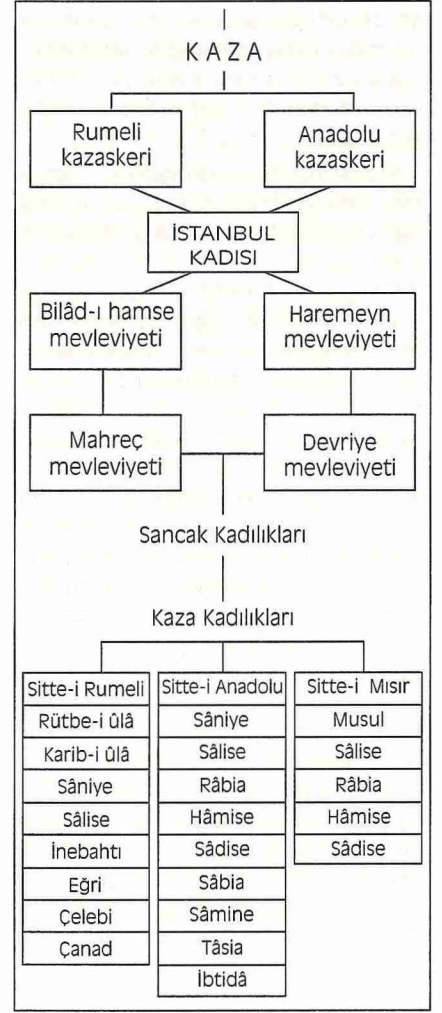 KAZA
Rumeli
kazaskeri
Anadolu
kazaskeri
İSTANBUL
KADISI
Bilâd-ı hamse
mevleviyeti
Haremeyn
mevleviyeti
Mahreç
mevleviyeti
Devriye
mevleviyeti
Sancak Kadılıkları
Kaza Kadılıkları
Sitte-i Rumeli
Rütbe-i ûlâ
Karib-i ûlâ
Sâniye
Sâlise
İnebahtı
Eğri
Çelebi
Çanad
Sitte-i Anadolu
Sâniye
Sâlise
Râbia
Hâmise
Sâdise
Sâbia
Sâmine
Tâsia
İbtidâ
Sitte-i Mısır
Musul
Sâlise
Râbia
Hâmise
Sâdise